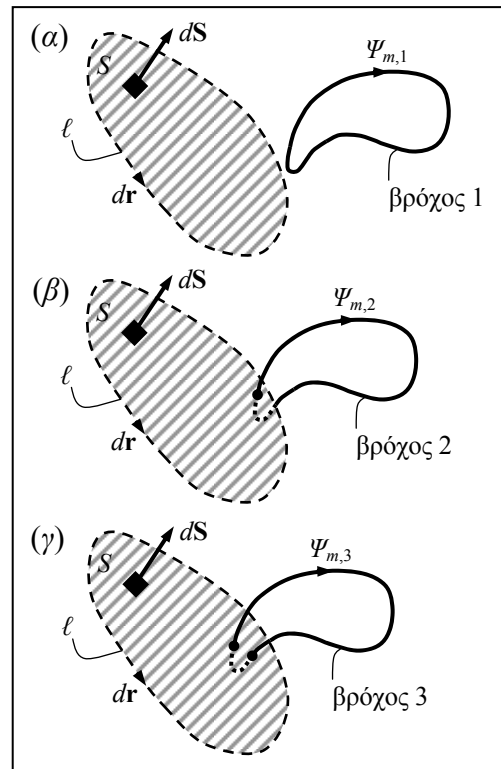 (α)
d𝐒
S
Ψm,1
ℓ
d𝐫
βρόχος 1
(β)
d𝐒
S
Ψm,2
ℓ
d𝐫
βρόχος 2
(γ)
d𝐒
S
Ψm,3
ℓ
d𝐫
βρόχος 3